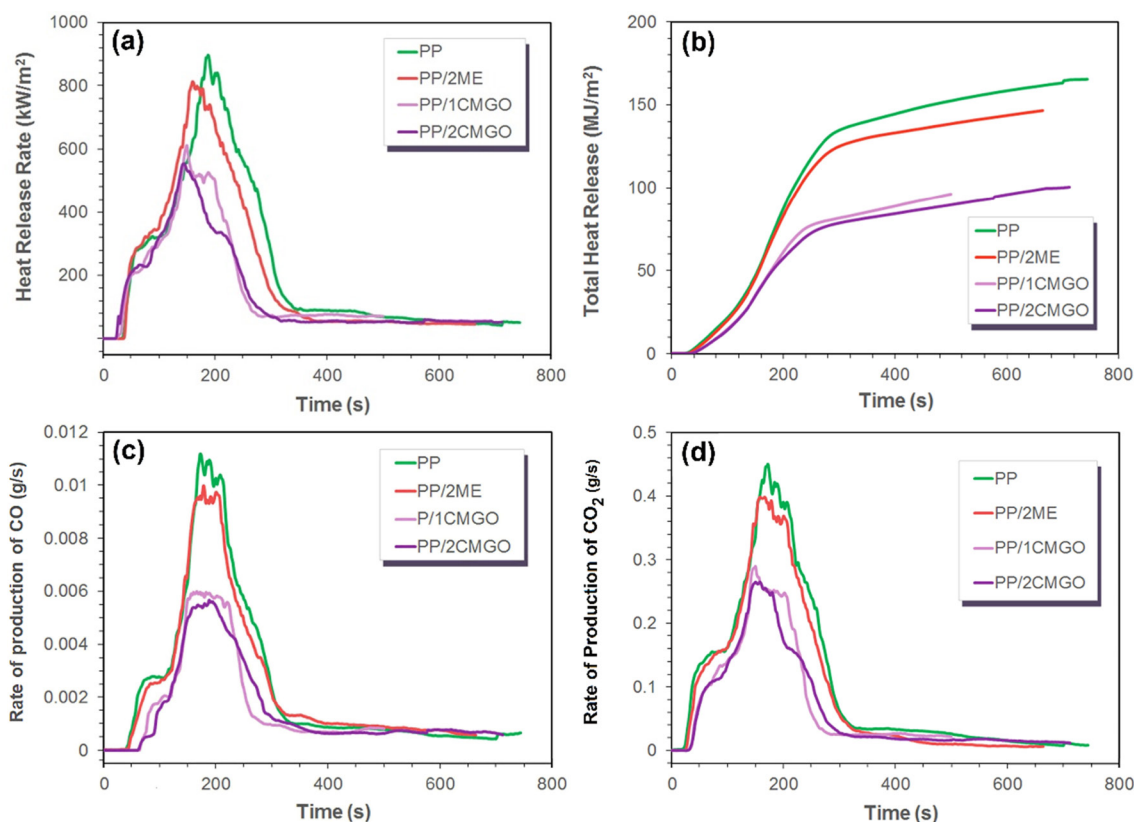 (a)
Heat Release Rate (kW/m²)
1000
800
600
400
200
0
0 200 400 600 800
Time (s)
PP
PP/2ME
PP/1CMGO
PP/2CMGO
(b)
Total Heat Release (MJ/m²)
200
150
100
50
0
0 200 400 600 800
Time (s)
PP
PP/2ME
PP/1CMGO
PP/2CMGO
(c)
Rate of production of CO (g/s)
0.012
0.01
0.008
0.006
0.004
0.002
0
0 200 400 600 800
Time (s)
PP
PP/2ME
P/1CMGO
PP/2CMGO
(d)
Rate of Production of CO₂ (g/s)
0.5
0.4
0.3
0.2
0.1
0
0 200 400 600 800
Time (s)
PP
PP/2ME
PP/1CMGO
PP/2CMGO